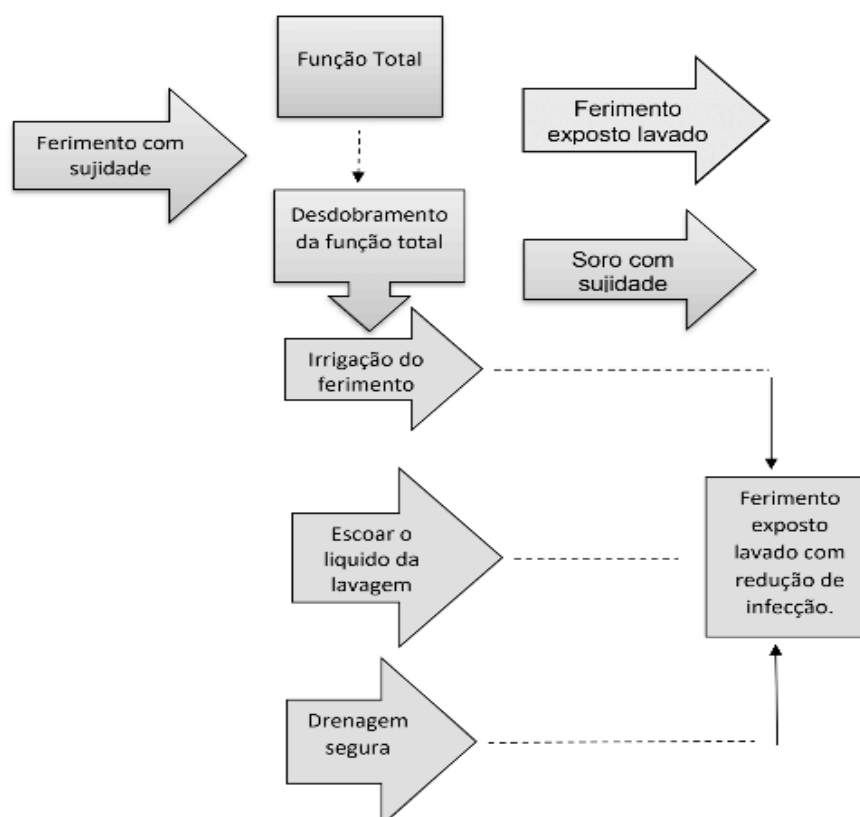 Função Total
Ferimento com
sujidade
Ferimento
exposto lavado
Desdobramento
da função total
Soro com
sujidade
Irrigação do
ferimento
Escoar o
liquido da
lavagem
Ferimento
exposto
lavado com
redução de
infecção.
Drenagem
segura